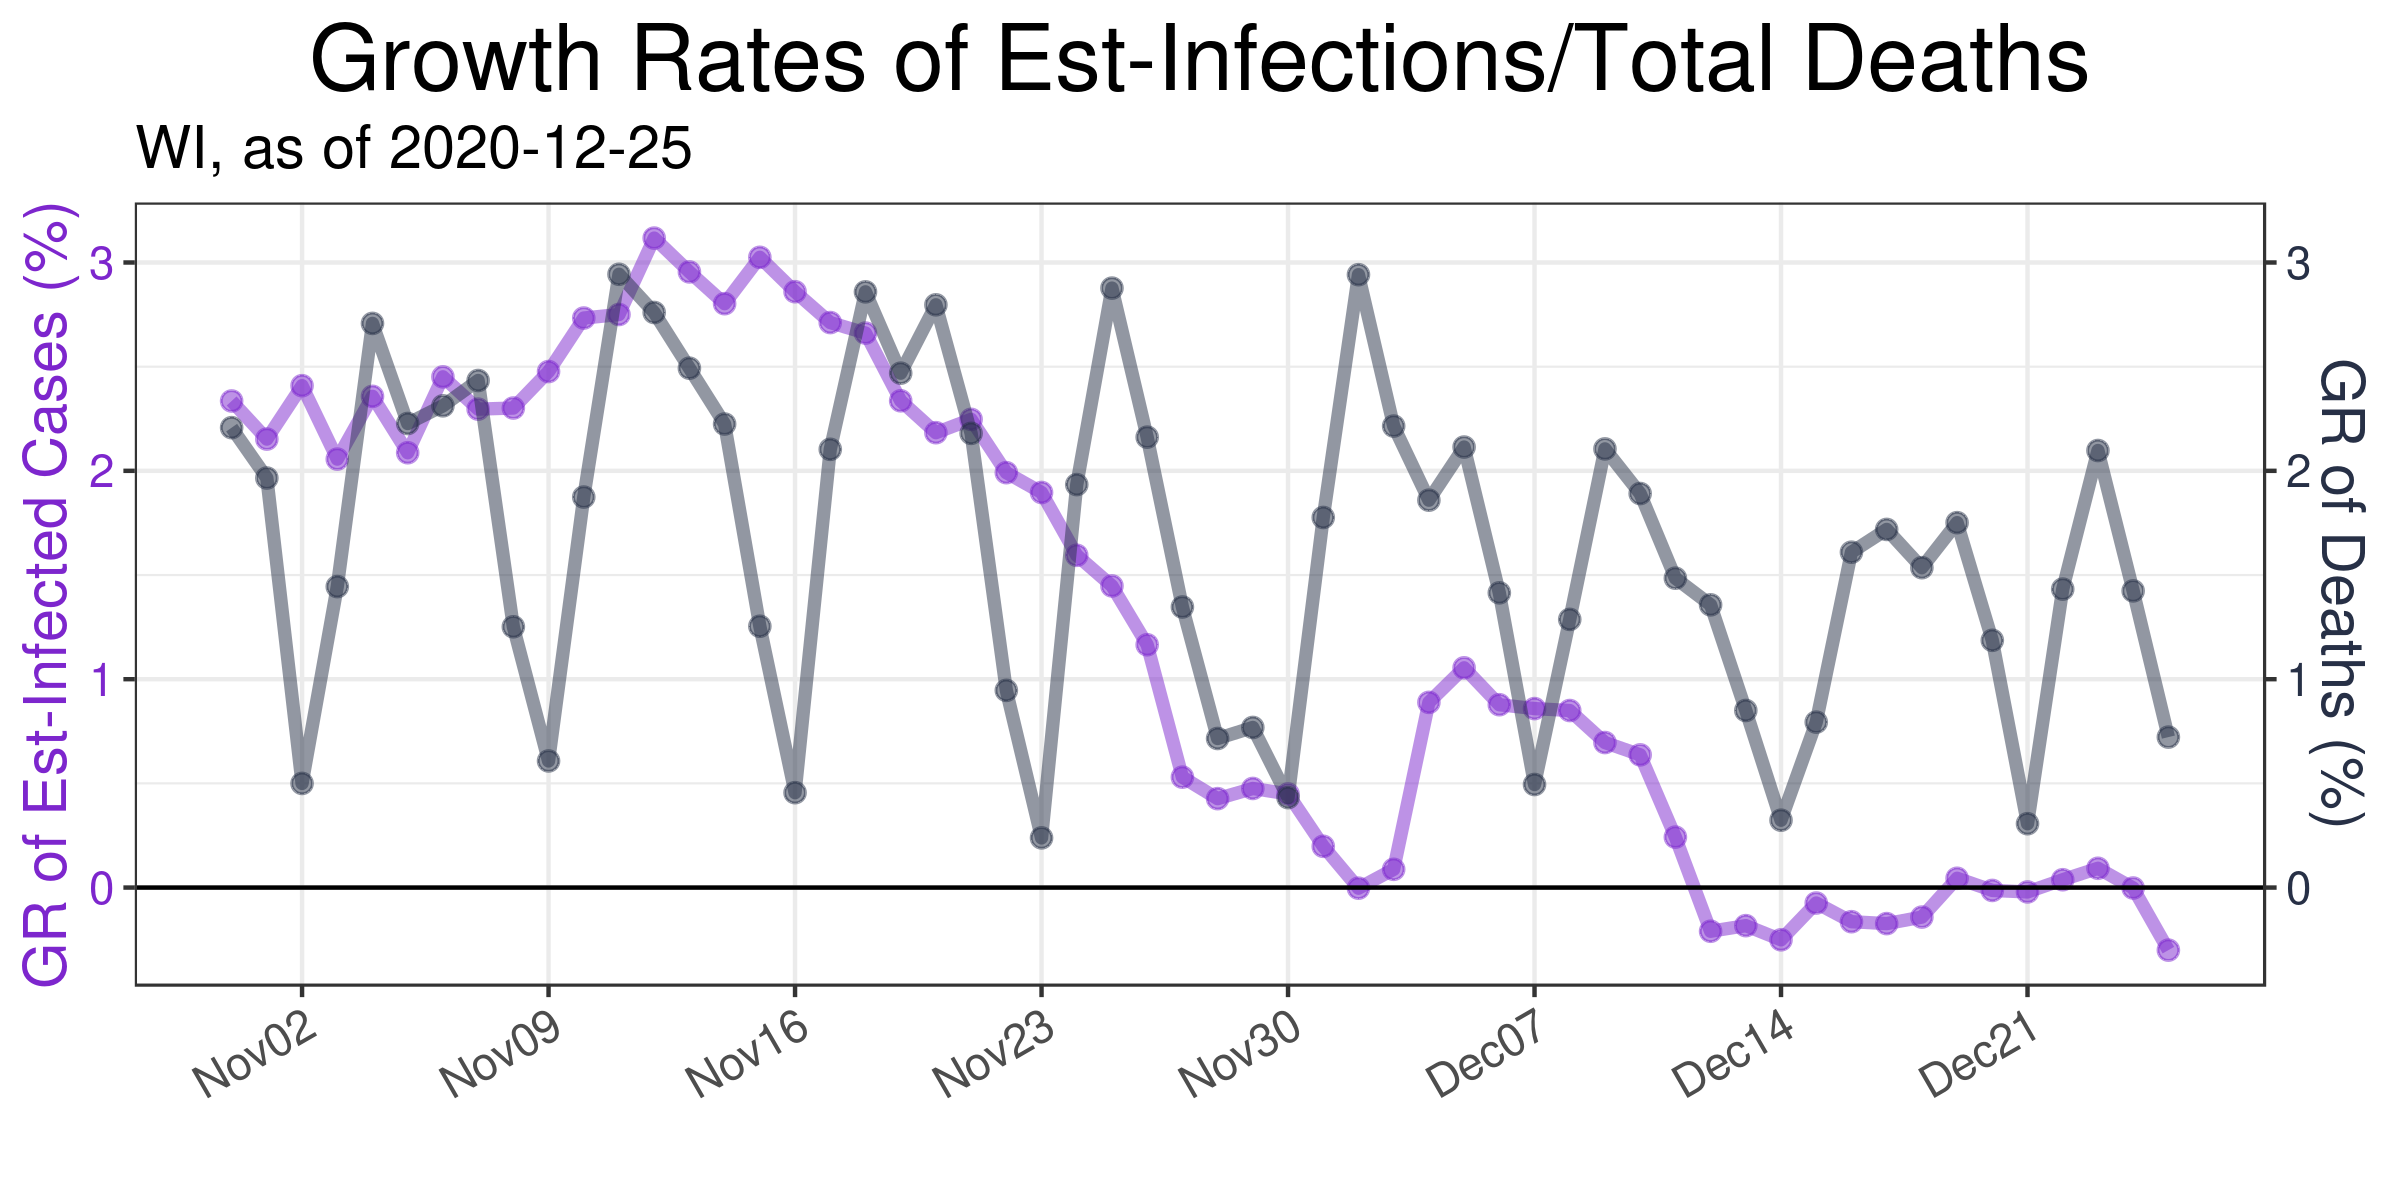 Growth Rates of Est-Infections/Total Deaths
WI, as of 2020-12-25
GR of Est-Infected Cases (%)
3
2
1
0
3
2
1
0
GR of Deaths (%)
Nov02
Nov09
Nov16
Nov23
Nov30
Dec07
Dec14
Dec21